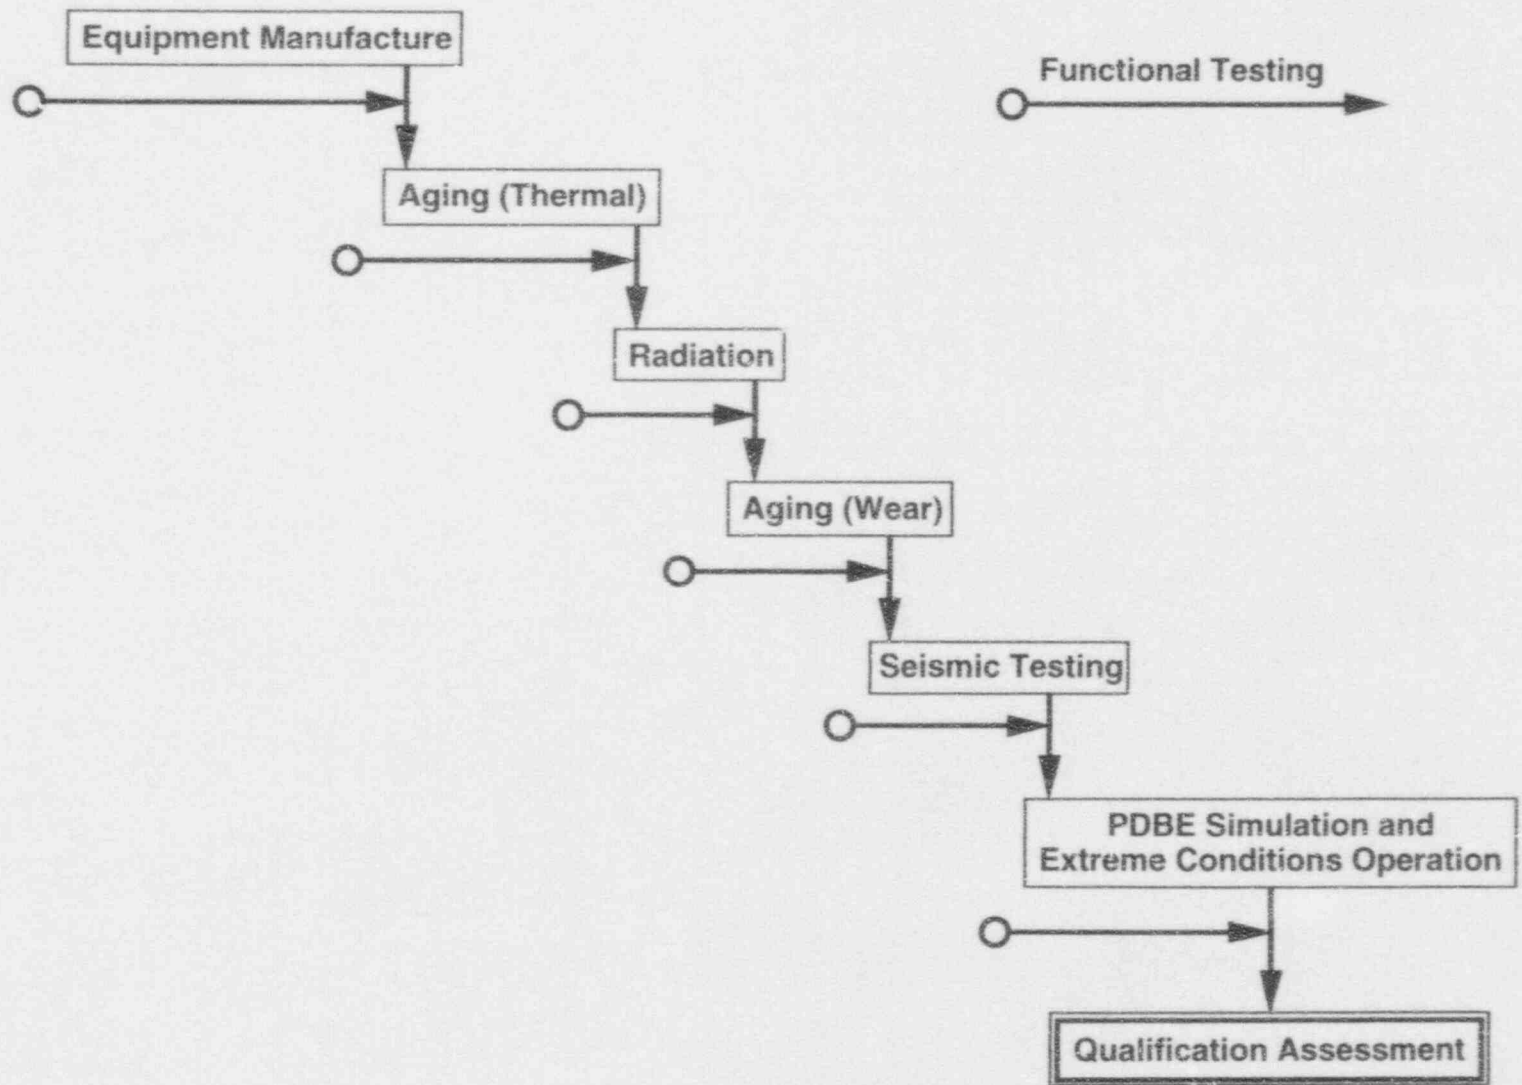 Equipment Manufacture
Functional Testing
Aging (Thermal)
Radiation
Aging (Wear)
Seismic Testing
PDBE Simulation and
Extreme Conditions Operation
Qualification Assessment